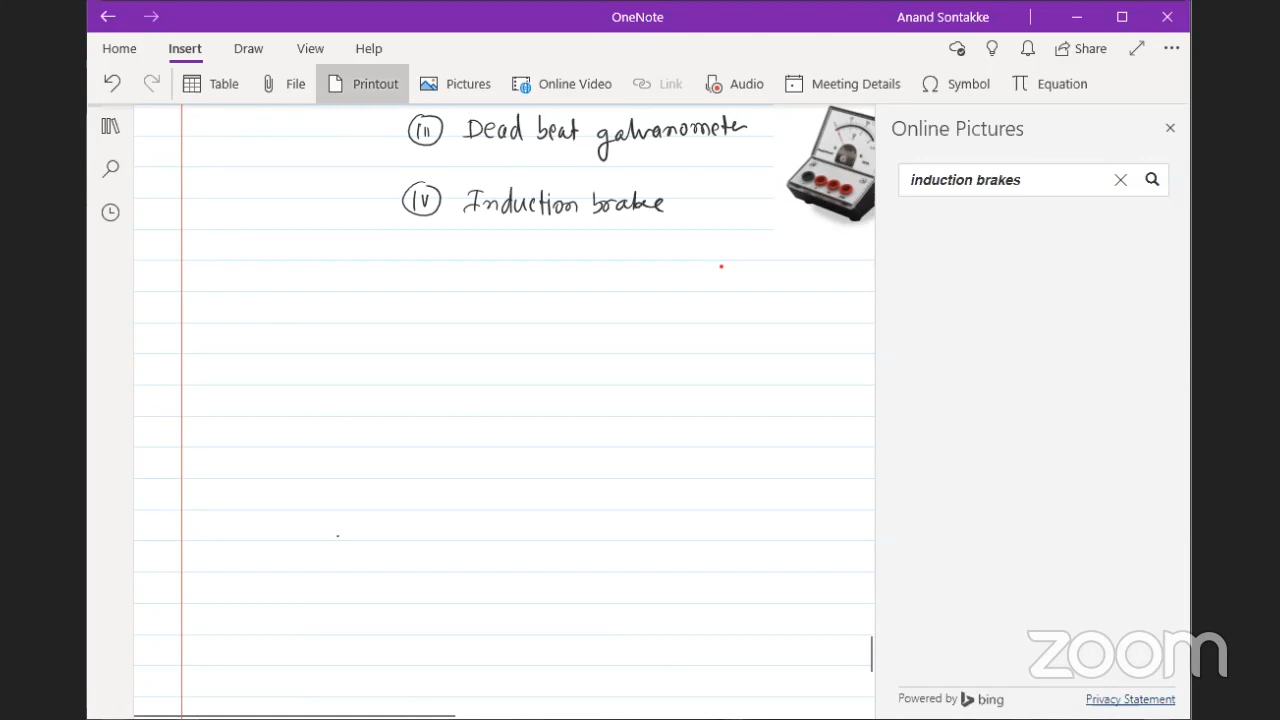 OneNote
Anand Sontakke
Home Insert Draw View Help
Share
Table File Printout Pictures Online Video Link Audio Meeting Details Symbol Equation
(iii) Dead beat galvanometer
(iv) Induction brake
Online Pictures
induction brakes
Powered by bing
Privacy Statement
zoom